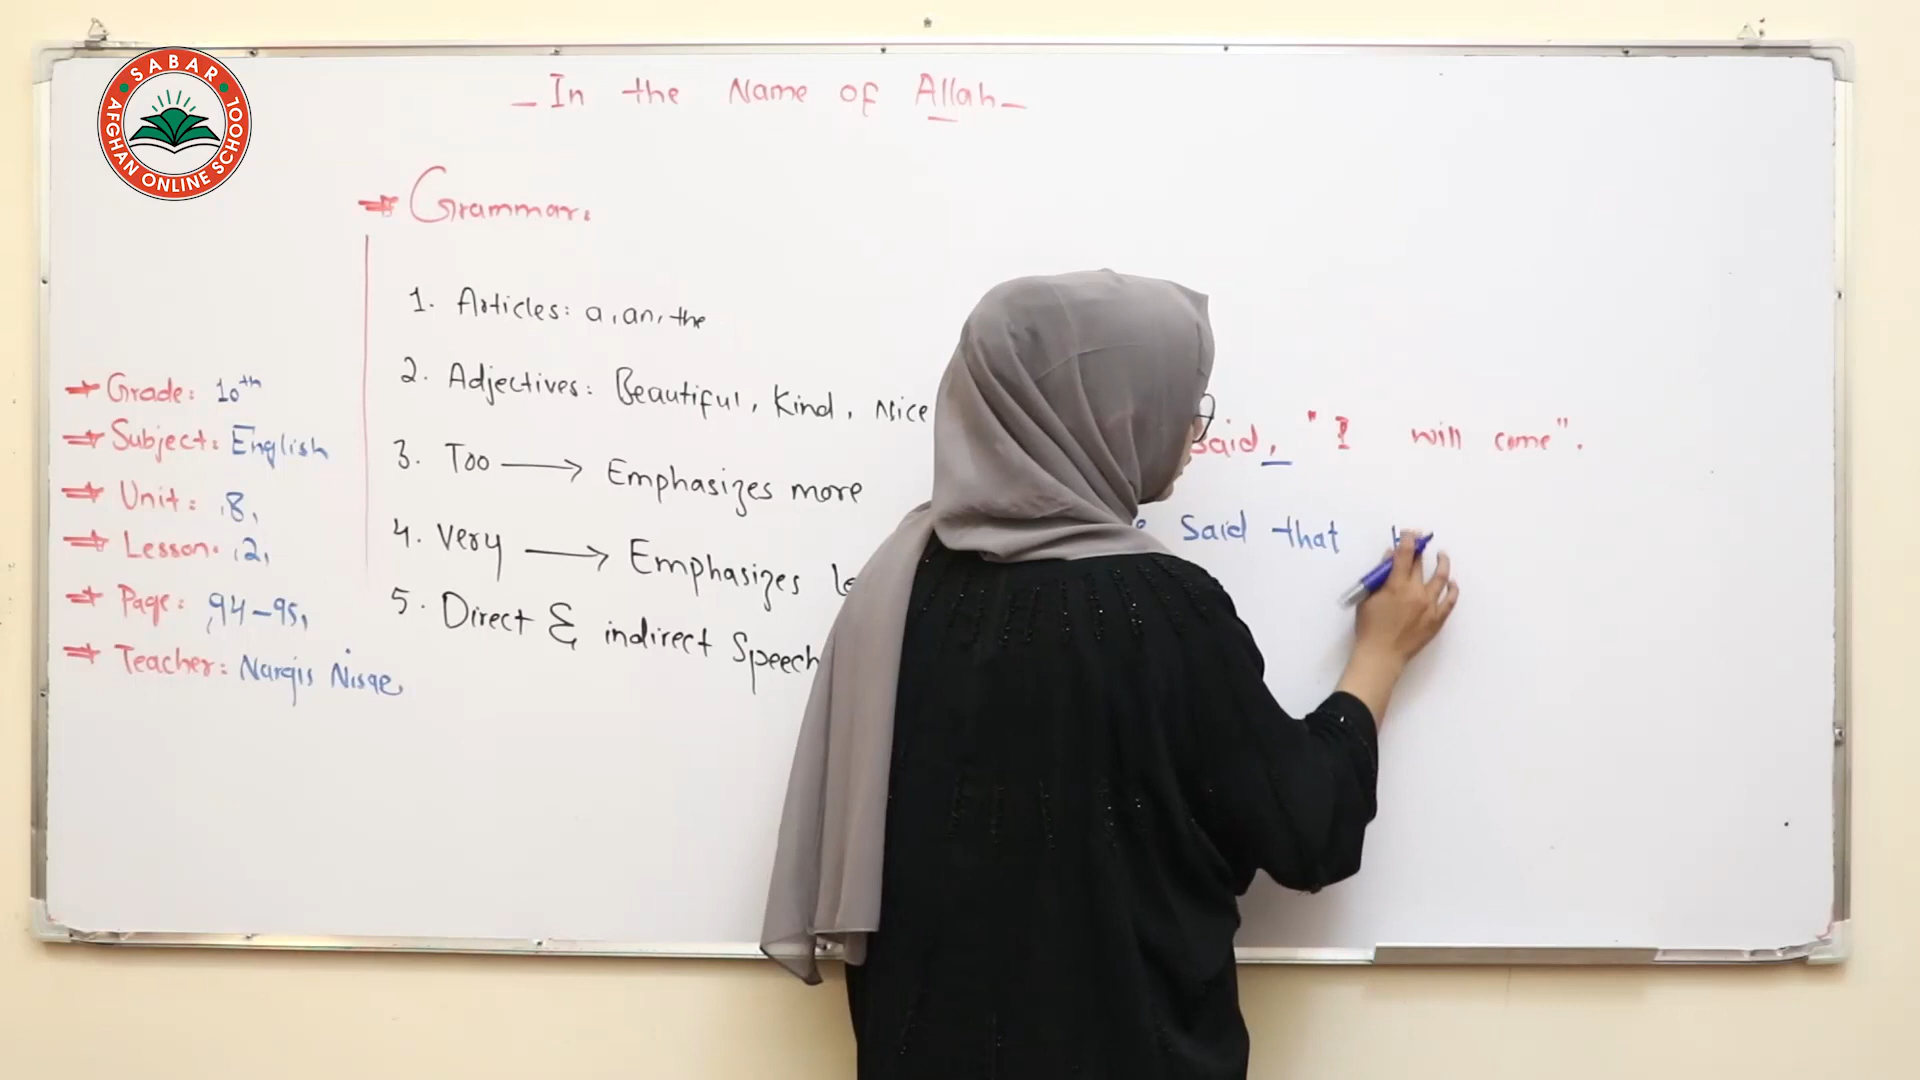 SABAR
AFGHAN ONLINE SCHOOL
_ In the Name of Allah _
Grammar.
1. Articles: a, an, the
2. Adjectives: Beautiful, Kind, Nice
3. Too → Emphasizes more
4. Very → Emphasizes
5. Direct & indirect Speech
Grade: 10th
Subject: English
Unit: 8,
Lesson: 2,
Page: 94-95,
Teacher: Nargis
said, "I will come".
Said that